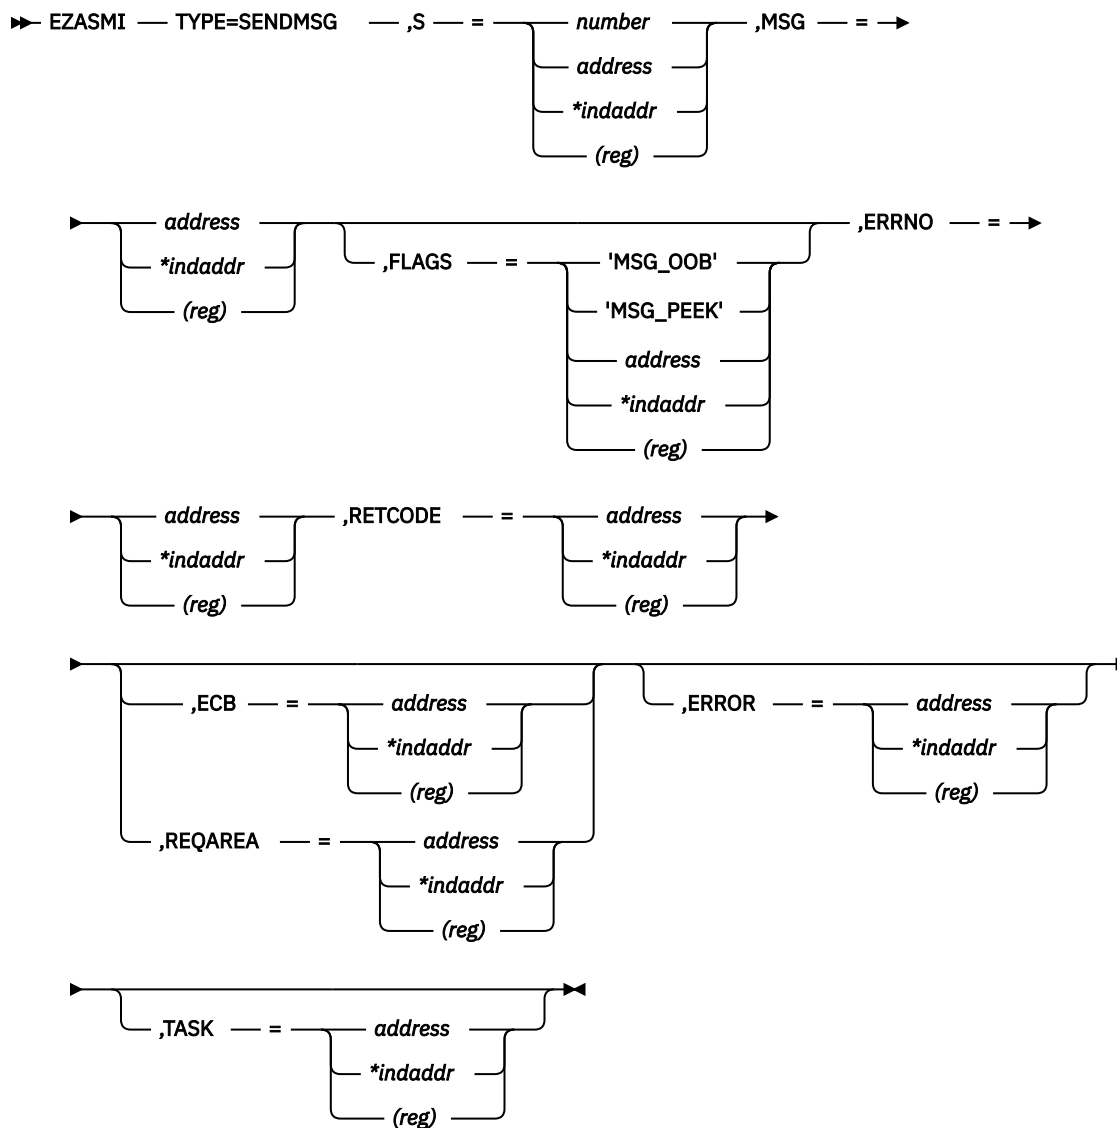 EZASMI TYPE=SENDMSG ,S = number ,MSG =
address
*indaddr
(reg)
address ,ERRNO =
*indaddr ,FLAGS = 'MSG_OOB'
(reg) 'MSG_PEEK'
address
*indaddr
(reg)
address ,RETCODE = address
*indaddr *indaddr
(reg) (reg)
,ECB = address ,ERROR = address
*indaddr *indaddr
(reg) (reg)
,REQAREA = address
*indaddr
(reg)
,TASK = address
*indaddr
(reg)